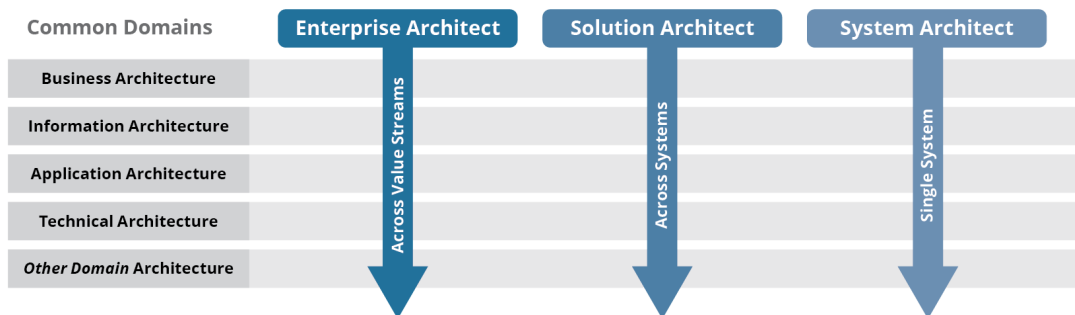 Common Domains
Enterprise Architect
Solution Architect
System Architect
Business Architecture
Information Architecture
Application Architecture
Technical Architecture
Other Domain Architecture
Across Value Streams
Across Systems
Single System